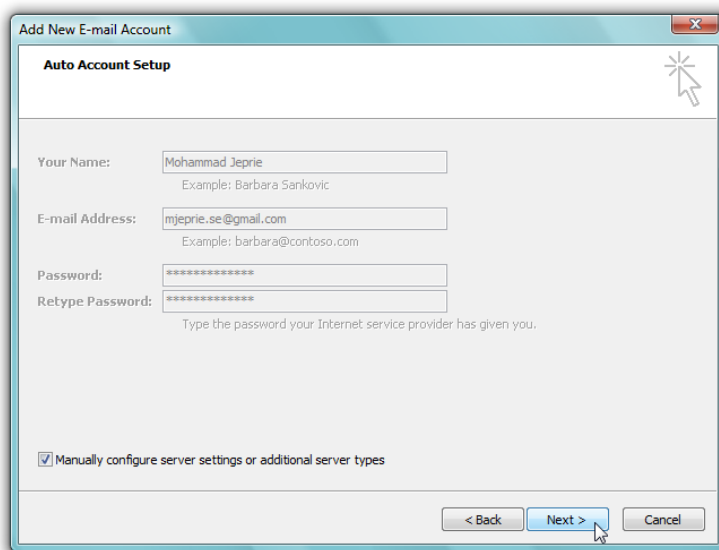 Add New E-mail Account
Auto Account Setup
Your Name: Mohammad Jeprie
Example: Barbara Sankovic
E-mail Address: mjeprie.se@gmail.com
Example: barbara@contoso.com
Password: *************
Retype Password: *************
Type the password your Internet service provider has given you.
Manually configure server settings or additional server types
< Back Next > Cancel